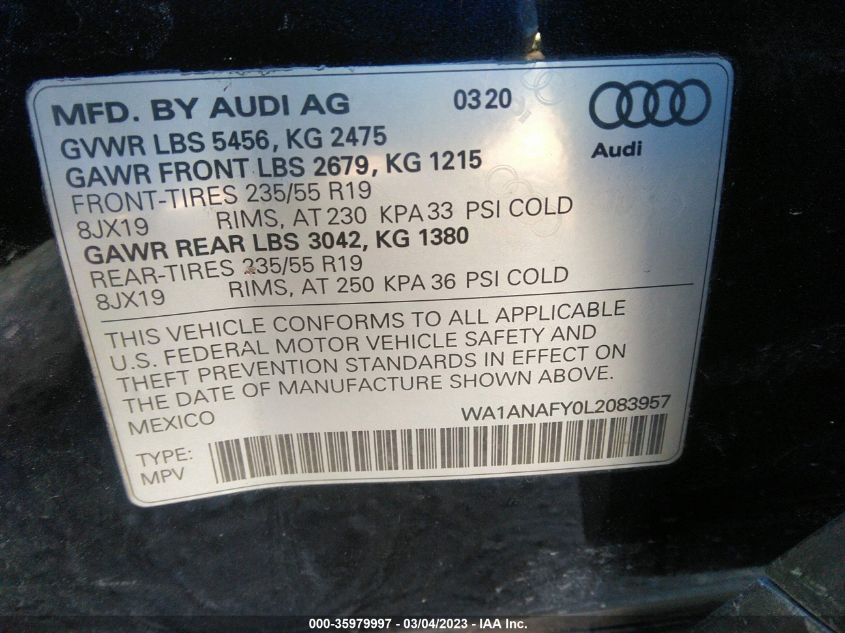 MFD. BY AUDI AG 0320
Audi
GVWR LBS 5456, KG 2475
GAWR FRONT LBS 2679, KG 1215
FRONT-TIRES 235/55 R19
8JX19 RIMS, AT 230 KPA 33 PSI COLD
GAWR REAR LBS 3042, KG 1380
REAR-TIRES 235/55 R19
8JX19 RIMS, AT 250 KPA 36 PSI COLD
THIS VEHICLE CONFORMS TO ALL APPLICABLE
U.S. FEDERAL MOTOR VEHICLE SAFETY AND
THEFT PREVENTION STANDARDS IN EFFECT ON
THE DATE OF MANUFACTURE SHOWN ABOVE.
MEXICO WA1ANAFY0L2083957
TYPE:
MPV
000-35979997 — 03/04/2023 — IAA Inc.